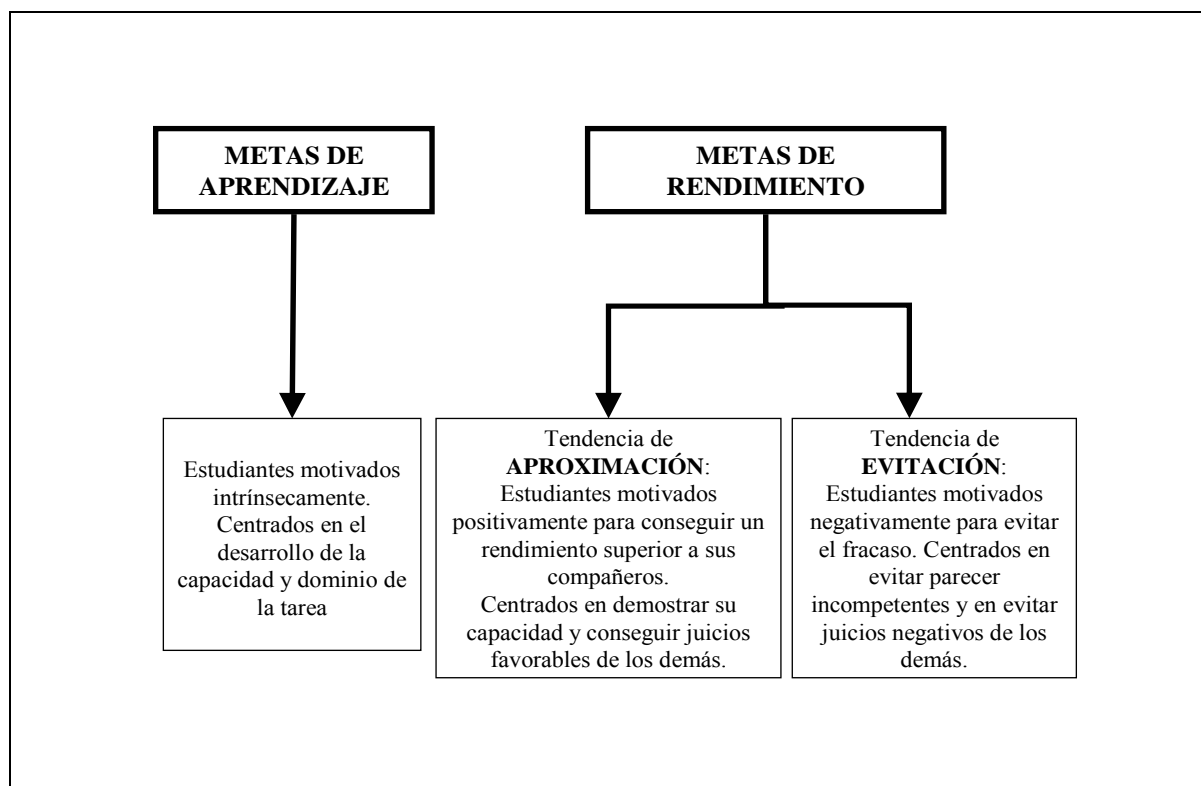 METAS DE
APRENDIZAJE
METAS DE
RENDIMIENTO
Estudiantes motivados
intrínsecamente.
Centrados en el
desarrollo de la
capacidad y dominio de
la tarea
Tendencia de
APROXIMACIÓN:
Estudiantes motivados
positivamente para conseguir un
rendimiento superior a sus
compañeros.
Centrados en demostrar su
capacidad y conseguir juicios
favorables de los demás.
Tendencia de
EVITACIÓN:
Estudiantes motivados
negativamente para evitar
el fracaso. Centrados en
evitar parecer
incompetentes y en evitar
juicios negativos de los
demás.